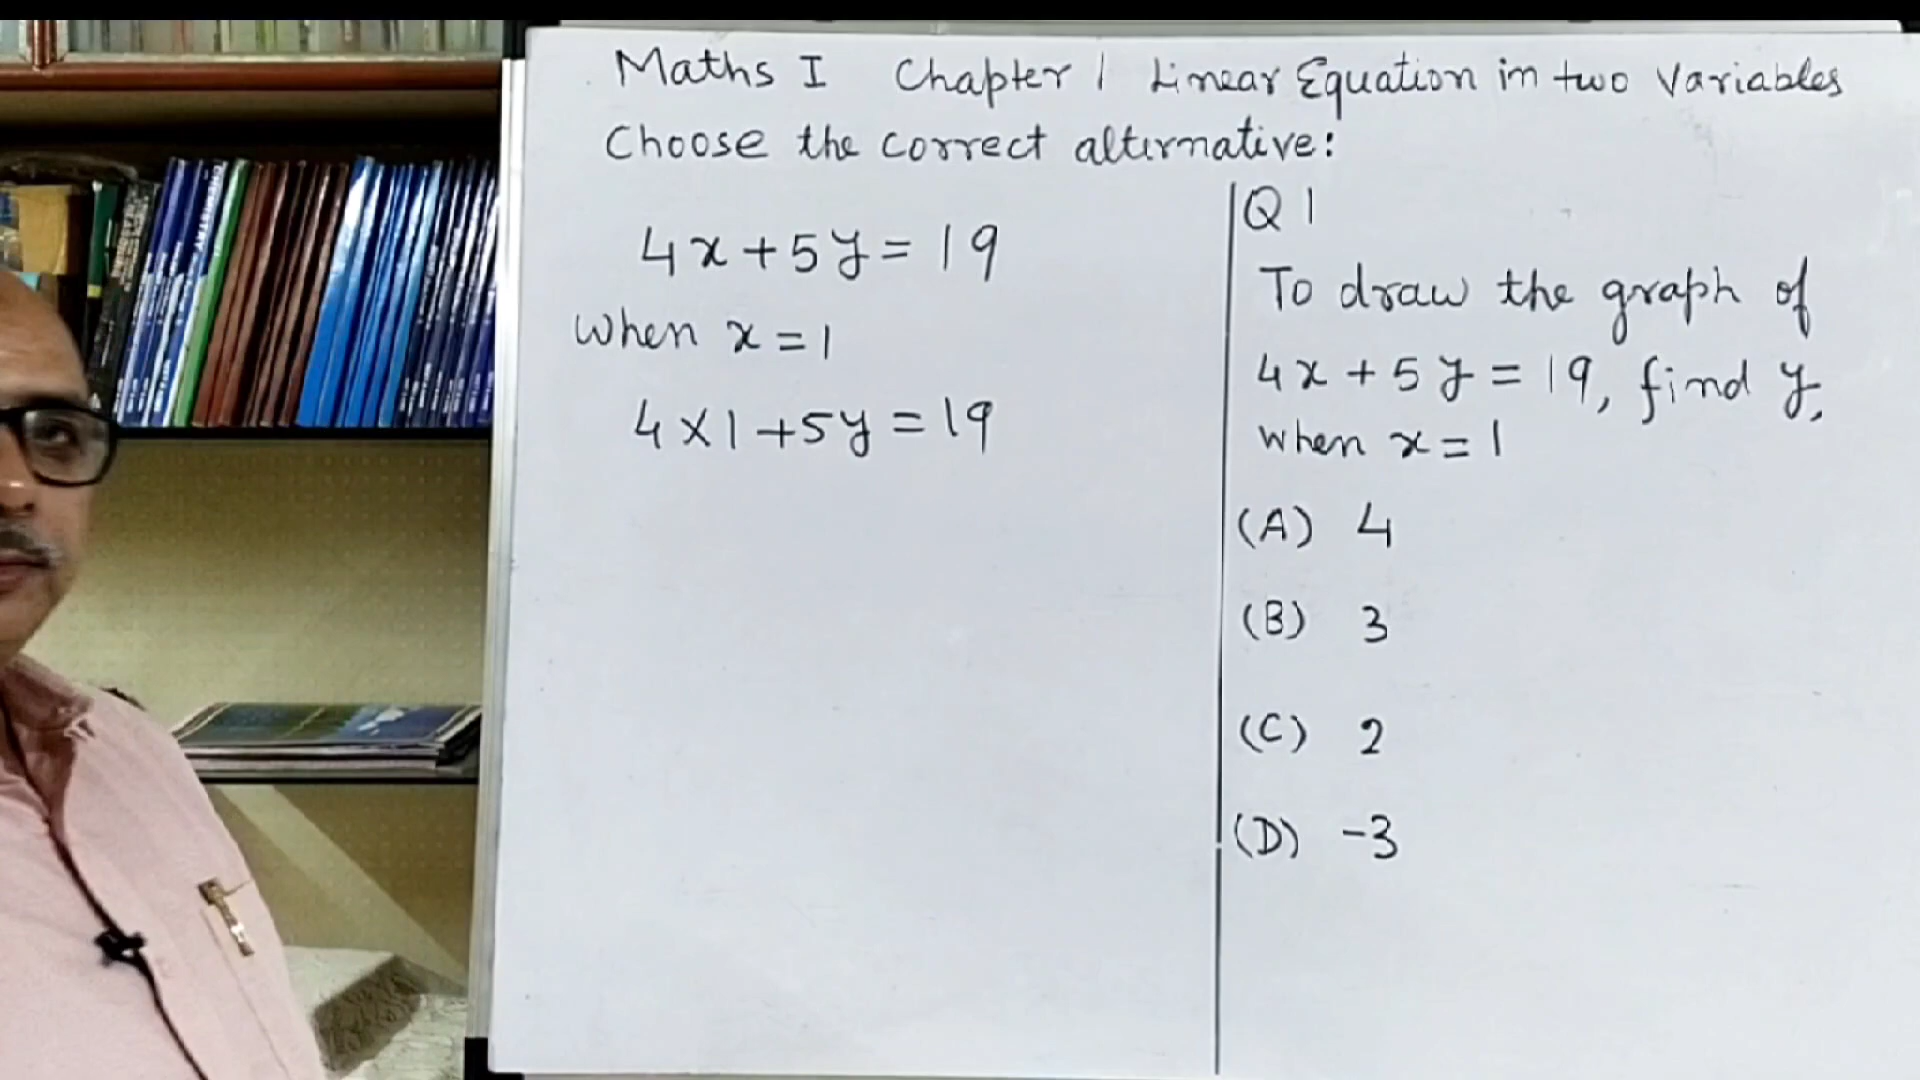 Maths I Chapter 1 Linear Equation in two Variables
Choose the correct alternative:
4x + 5y = 19
when x = 1
4 × 1 + 5y = 19
Q 1
To draw the graph of
4x + 5y = 19, find y,
when x = 1
(A) 4
(B) 3
(C) 2
(D) -3